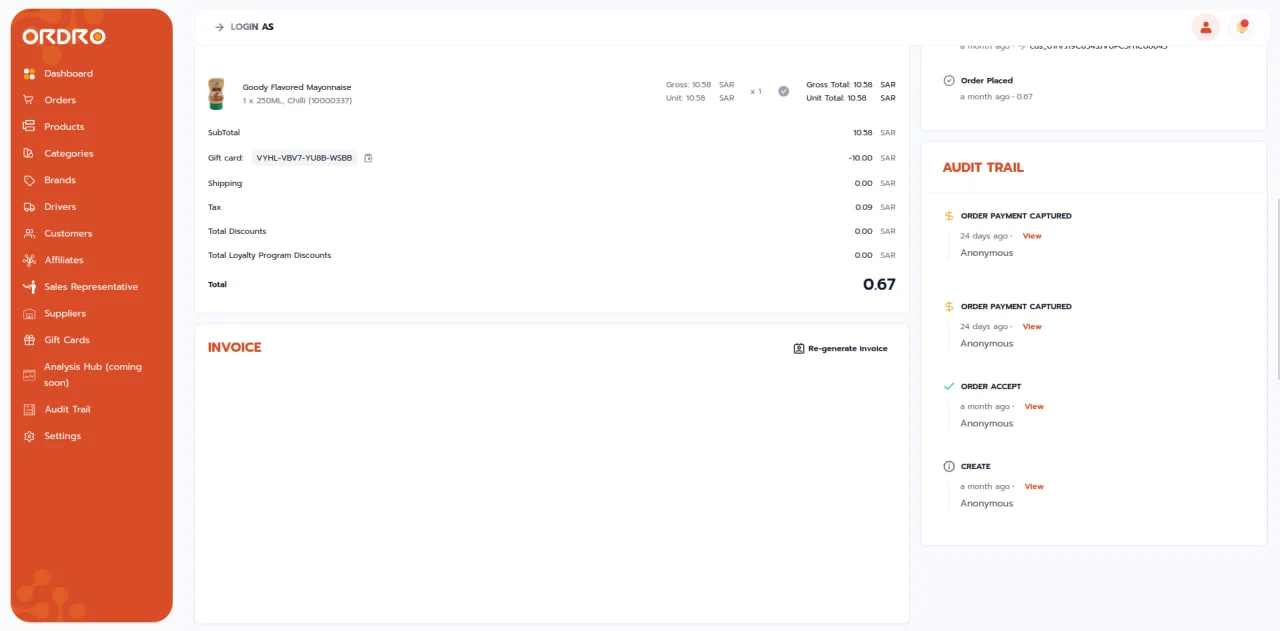 ORDRO
Dashboard
Orders
Products
Categories
Brands
Drivers
Customers
Affiliates
Sales Representative
Suppliers
Gift Cards
Analysis Hub (coming
soon)
Audit Trail
Settings
LOGIN AS
Goody Flavored Mayonnaise
1 x 250ML, Chilli (10000337)
Gross: 10.58 SAR
Unit: 10.58 SAR
x 1
Gross Total: 10.58 SAR
Unit Total: 10.58 SAR
SubTotal 10.58 SAR
Gift card: VYHL-VBV7-YU8B-WSBB -10.00 SAR
Shipping 0.00 SAR
Tax 0.09 SAR
Total Discounts 0.00 SAR
Total Loyalty Program Discounts 0.00 SAR
Total 0.67
INVOICE
Re-generate Invoice
a month ago
Order Placed
a month ago · 0.67
AUDIT TRAIL
ORDER PAYMENT CAPTURED
24 days ago · View
Anonymous
ORDER PAYMENT CAPTURED
24 days ago · View
Anonymous
ORDER ACCEPT
a month ago · View
Anonymous
CREATE
a month ago · View
Anonymous